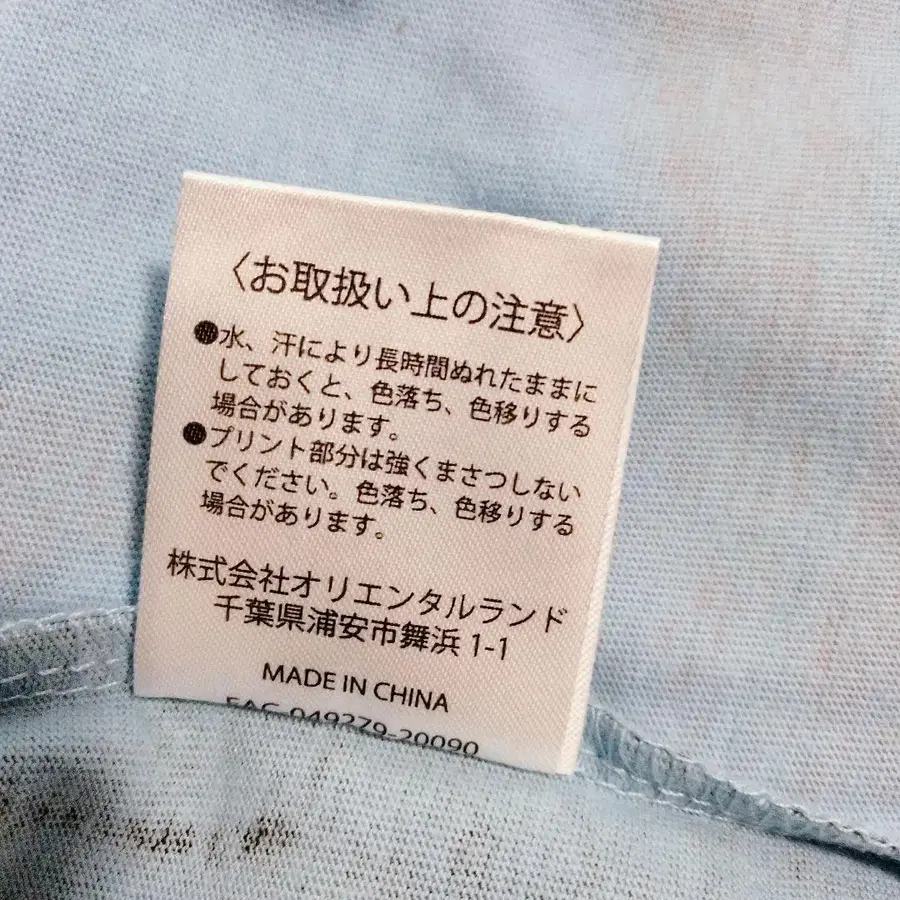 〈お取扱い上の注意〉
●水、汗により長時間ぬれたままに
しておくと、色落ち、色移りする
場合があります。
●プリント部分は強くまさつしない
でください。色落ち、色移りする
場合があります。
株式会社オリエンタルランド
千葉県浦安市舞浜 1-1
MADE IN CHINA
FAC-049279-20090